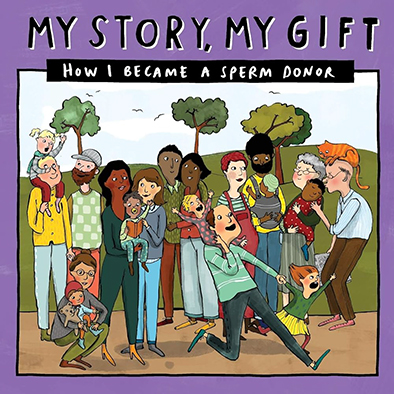 MY STORY, MY GIFT
HOW I BECAME A SPERM DONOR